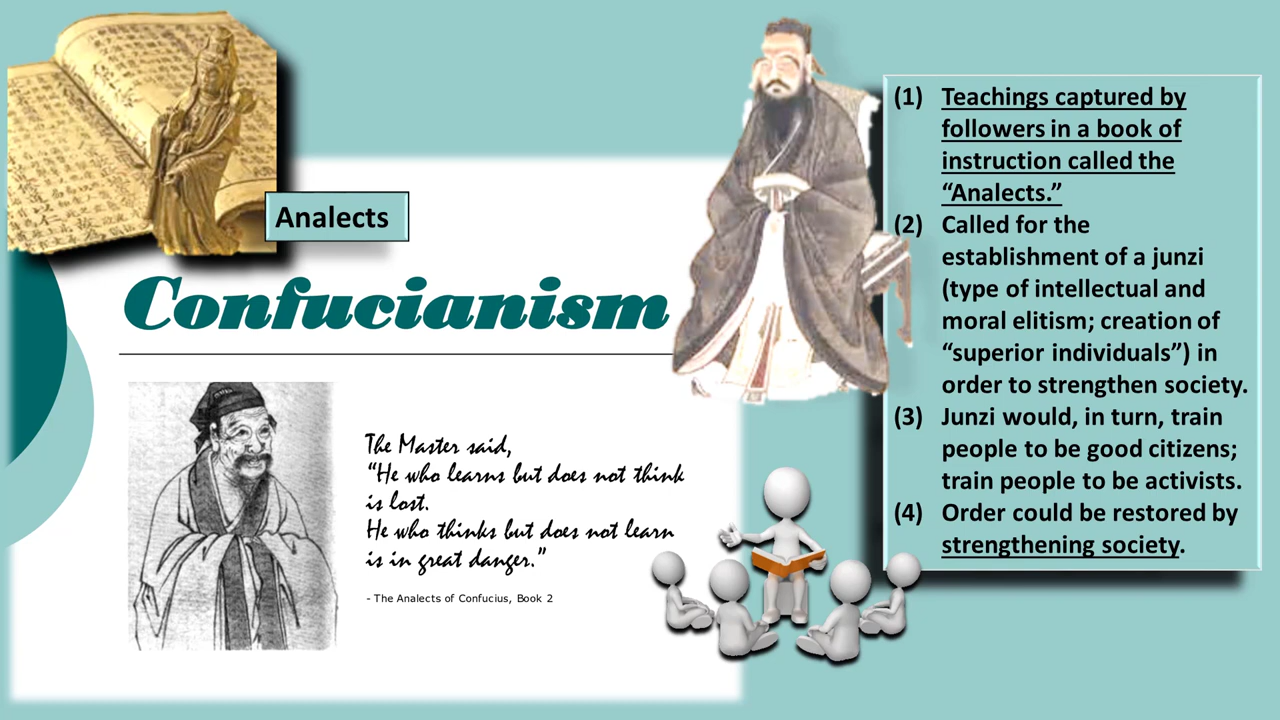 Analects
Confucianism
The Master said,
“He who learns but does not think
is lost.
He who thinks but does not learn
is in great danger.”
- The Analects of Confucius, Book 2
(1) Teachings captured by
followers in a book of
instruction called the
“Analects.”
(2) Called for the
establishment of a junzi
(type of intellectual and
moral elitism; creation of
“superior individuals”) in
order to strengthen society.
(3) Junzi would, in turn, train
people to be good citizens;
train people to be activists.
(4) Order could be restored by
strengthening society.